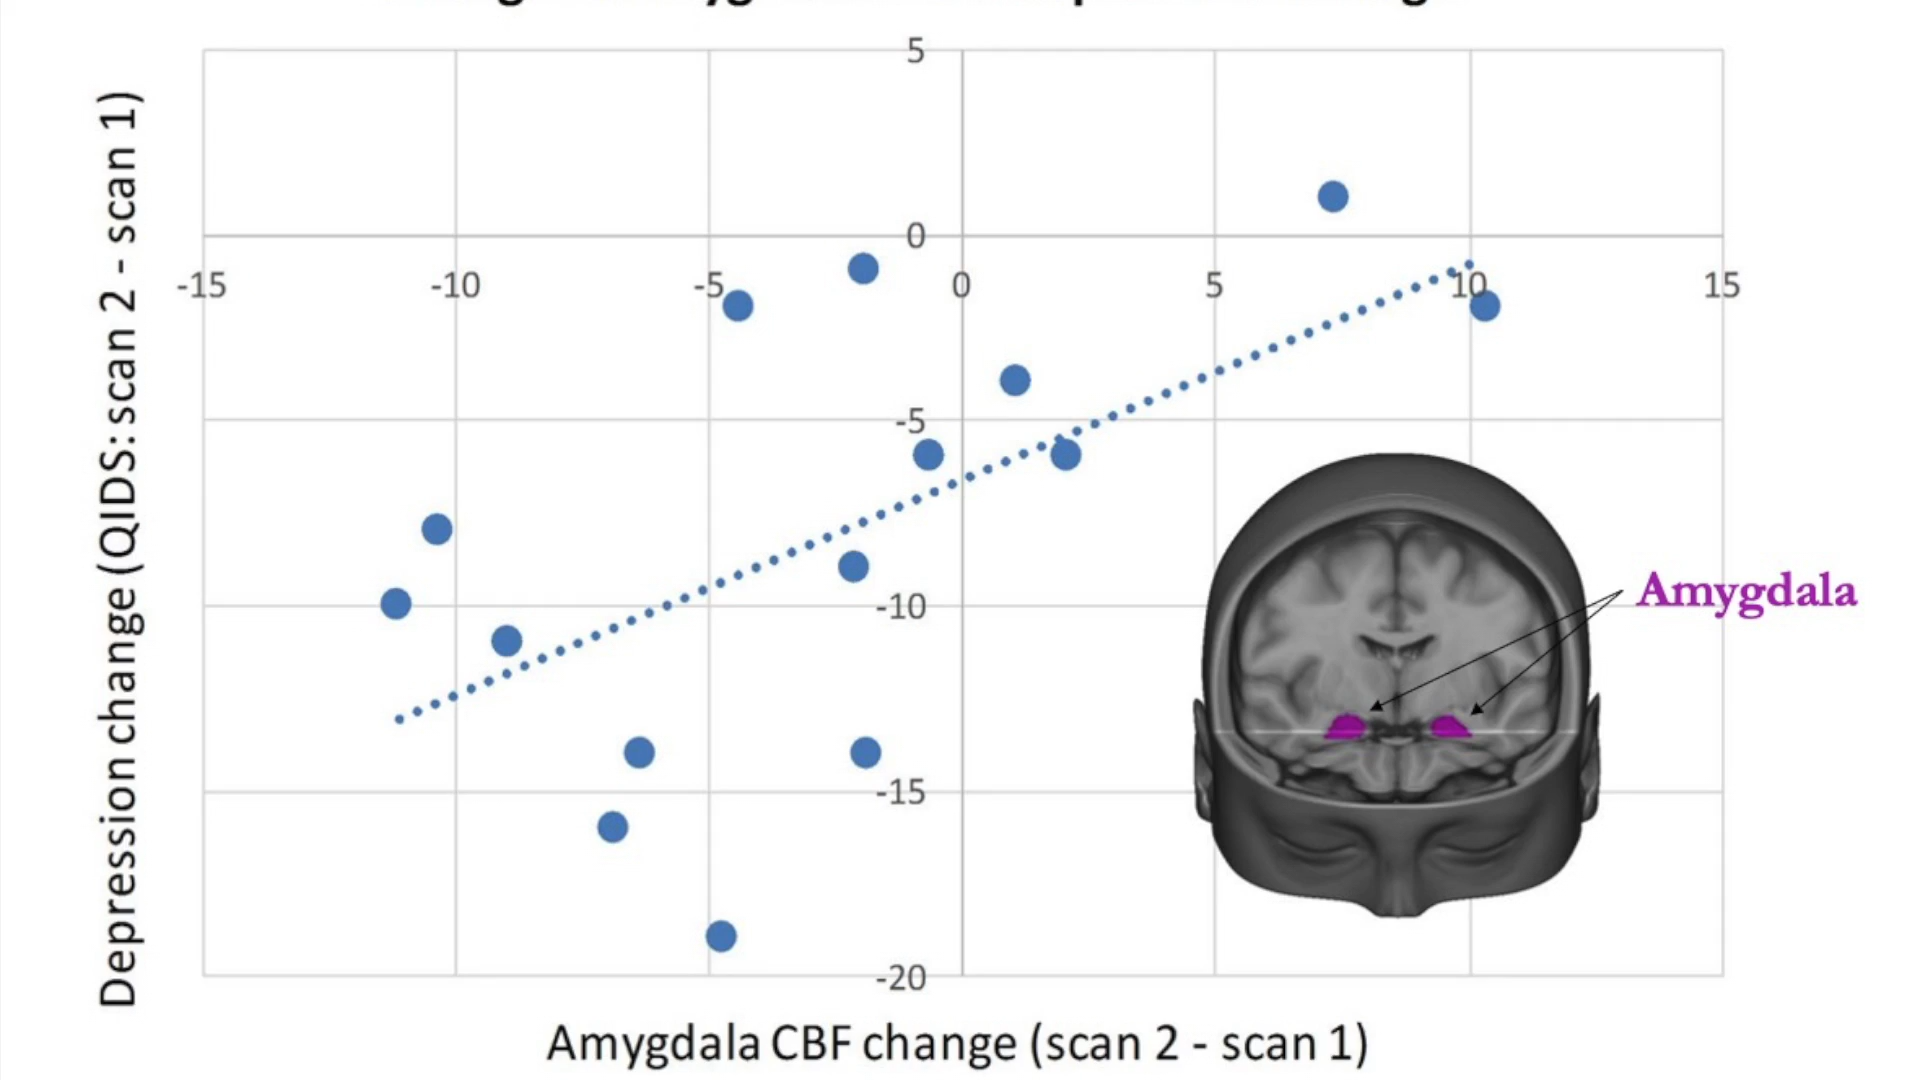 5
0
-15 -10 -5 0 5 10 15
-5
-10
-15
-20
Depression change (QIDS: scan 2 - scan 1)
Amygdala CBF change (scan 2 - scan 1)
Amygdala